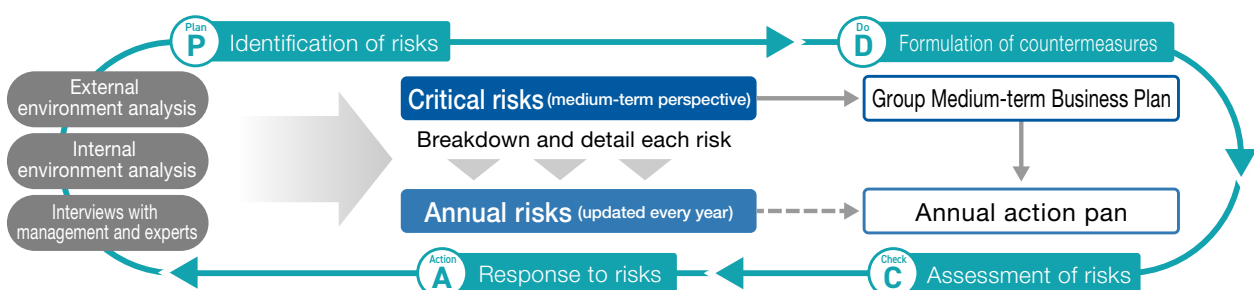 Plan
P
Identification of risks
Do
D
Formulation of countermeasures
External
environment analysis
Internal
environment analysis
Interviews with
management and experts
Critical risks (medium-term perspective)
Breakdown and detail each risk
Annual risks (updated every year)
Group Medium-term Business Plan
Annual action pan
Action
A
Response to risks
Check
C
Assessment of risks